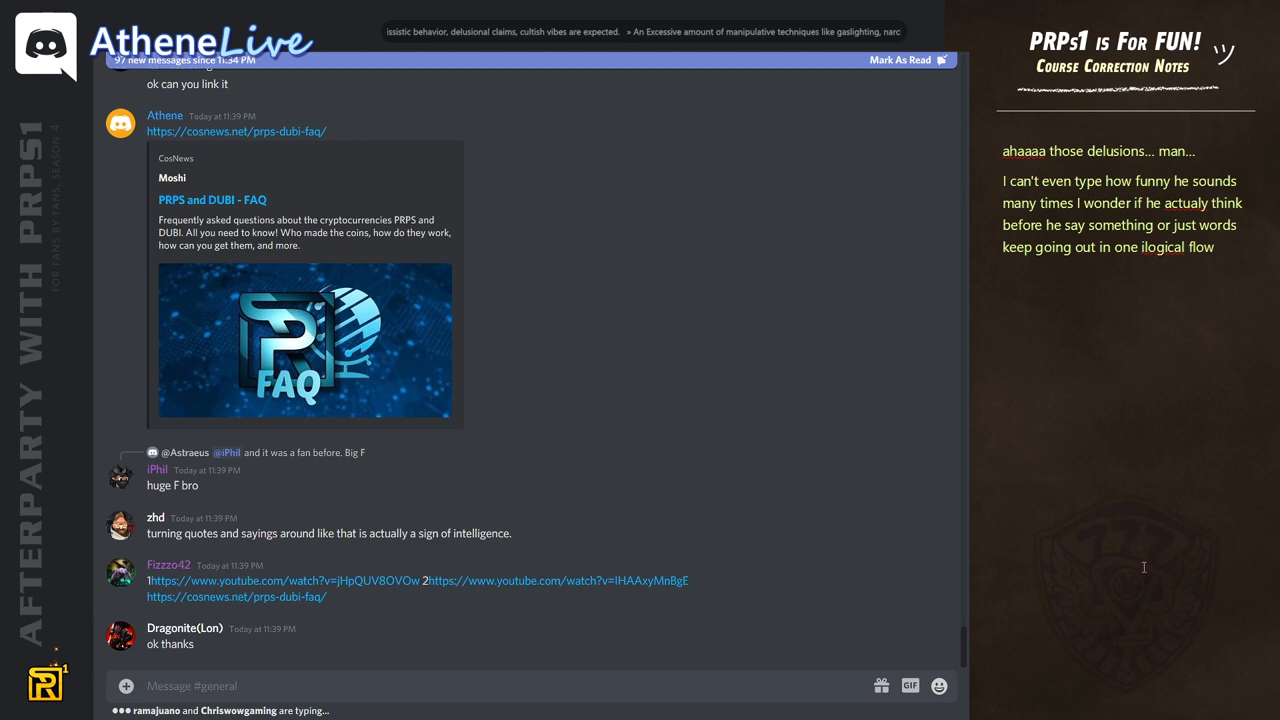 AtheneLive
issistic behavior, delusional claims, cultish vibes are expected. » An Excessive amount of manipulative techniques like gaslighting, narc
97 new messages since 11:34 PM
Mark As Read
ok can you link it
Athene Today at 11:39 PM
https://cosnews.net/prps-dubi-faq/
CosNews
Moshi
PRPS and DUBI - FAQ
Frequently asked questions about the cryptocurrencies PRPS and
DUBI. All you need to know! Who made the coins, how do they work,
how can you get them, and more.
FAQ
@Astraeus @iPhil and it was a fan before. Big F
iPhil Today at 11:39 PM
huge F bro
zhd Today at 11:39 PM
turning quotes and sayings around like that is actually a sign of intelligence.
Fizzzo42 Today at 11:39 PM
1https://www.youtube.com/watch?v=jHpQUV8OVOw 2https://www.youtube.com/watch?v=IHAAxyMnBgE
https://cosnews.net/prps-dubi-faq/
Dragonite(Lon) Today at 11:39 PM
ok thanks
Message #general
GIF
ramajuano and Chriswowgaming are typing...
AFTERPARTY WITH PRPS1
FOR FANS BY FANS, SEASON 4
PRPs1 is For FUN! ツ
Course Correction Notes
ahaaaa those delusions... man...
I can't even type how funny he sounds
many times I wonder if he actualy think
before he say something or just words
keep going out in one ilogical flow